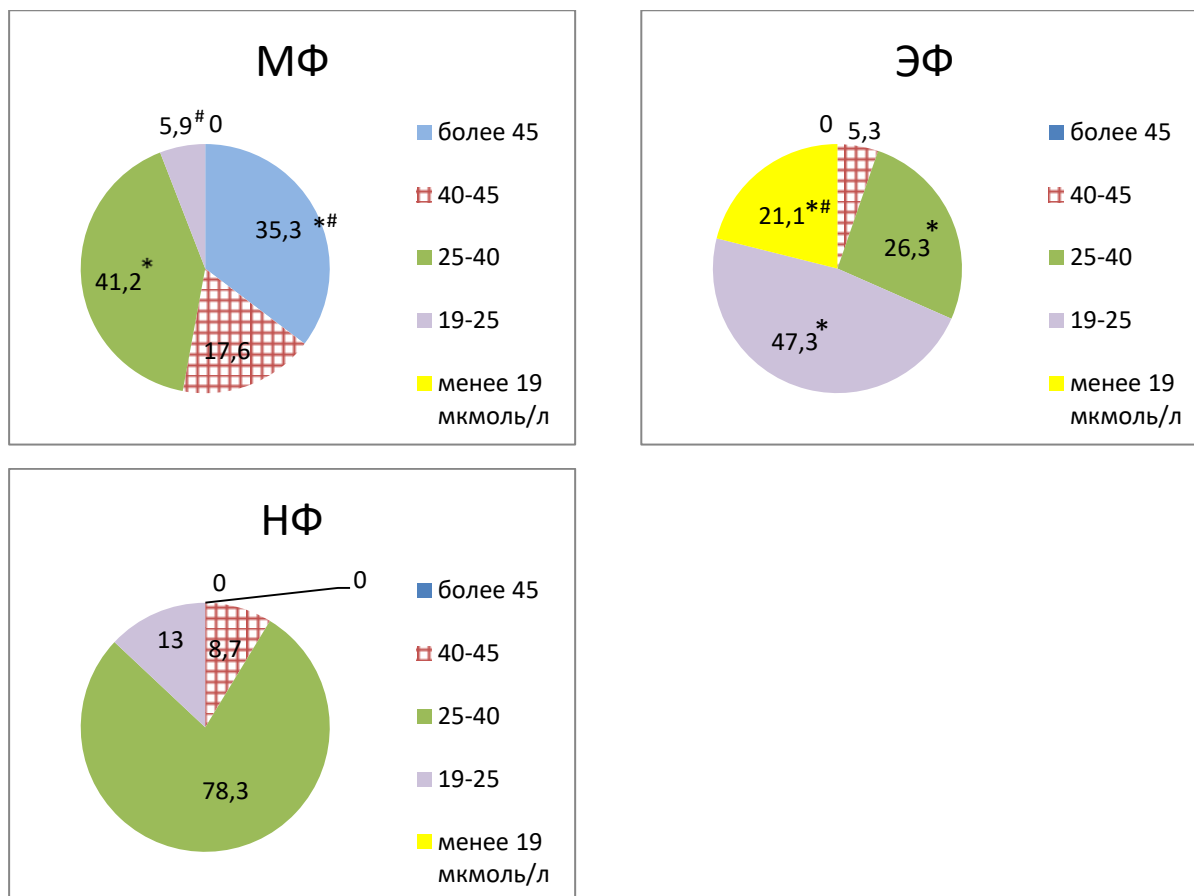 МФ
5,9# 0
35,3 *#
17,6
41,2*
более 45
40-45
25-40
19-25
менее 19
мкмоль/л
ЭФ
0 5,3
26,3*
47,3*
21,1*#
более 45
40-45
25-40
19-25
менее 19
мкмоль/л
НФ
0 0
13 8,7
78,3
более 45
40-45
25-40
19-25
менее 19
мкмоль/л